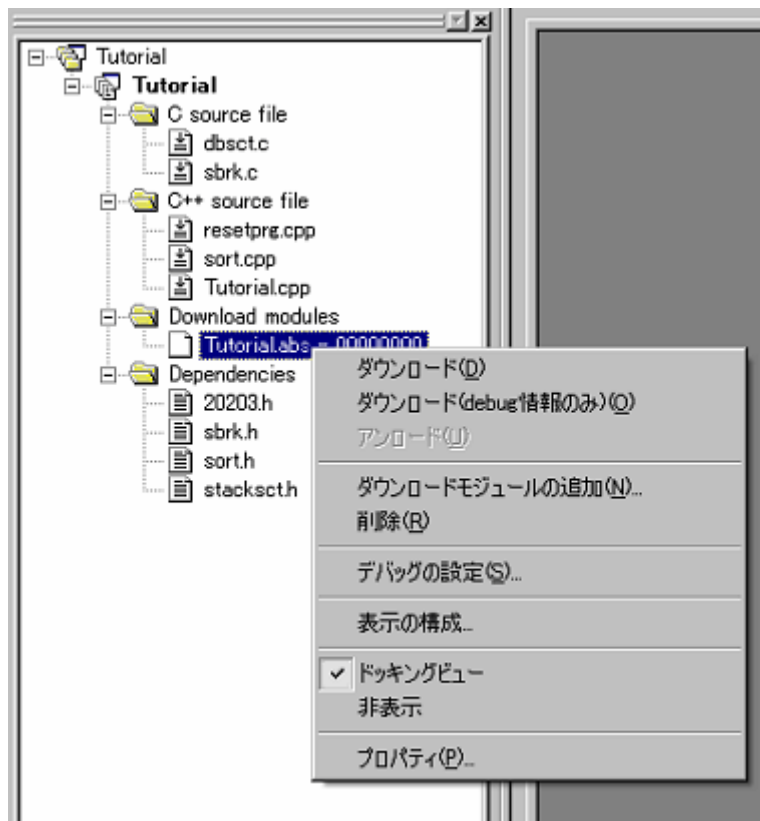 Tutorial
Tutorial
C source file
dbsct.c
sbrk.c
C++ source file
resetprg.cpp
sort.cpp
Tutorial.cpp
Download modules
Tutorial.abs - 00000000
Dependencies
20203.h
sbrk.h
sort.h
stacksct.h
ダウンロード(D)
ダウンロード(debug情報のみ)(O)
アンロード(U)
ダウンロードモジュールの追加(N)...
削除(R)
デバッグの設定(S)...
表示の構成...
ドッキングビュー
非表示
プロパティ(P)...